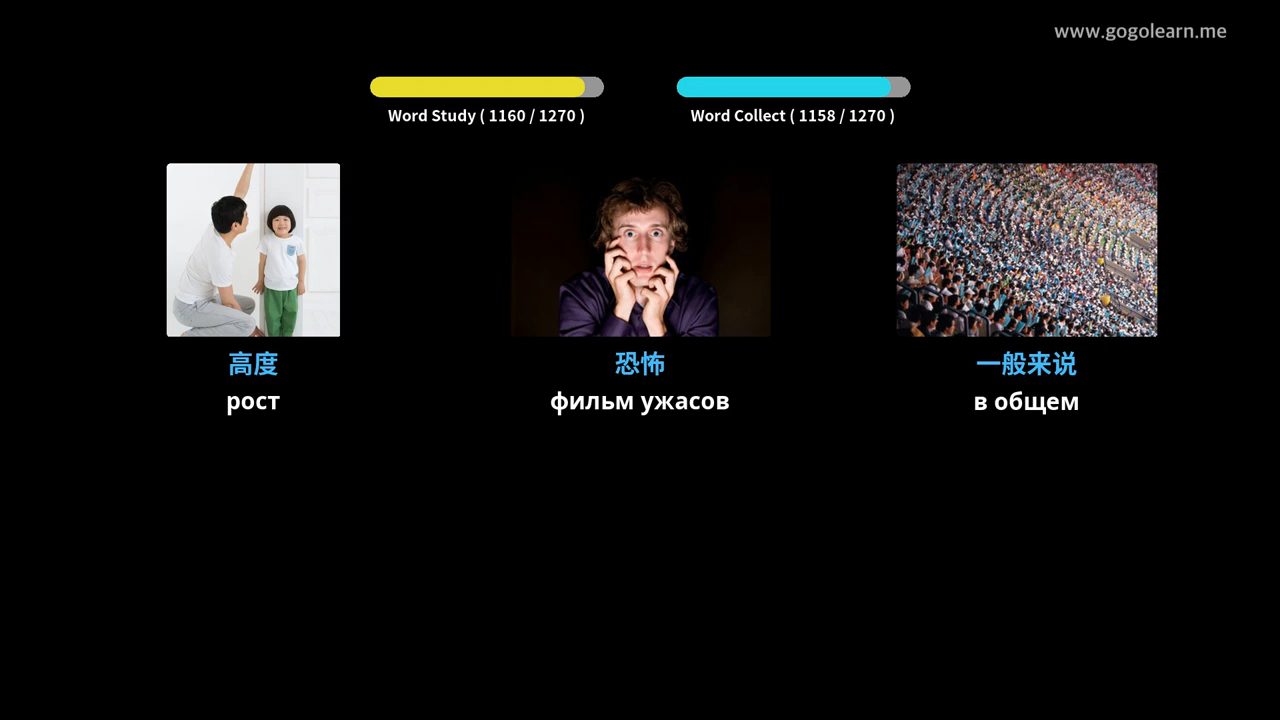 www.gogolearn.me
Word Study ( 1160 / 1270 )
Word Collect ( 1158 / 1270 )
高度
рост
恐怖
фильм ужасов
一般来说
в общем